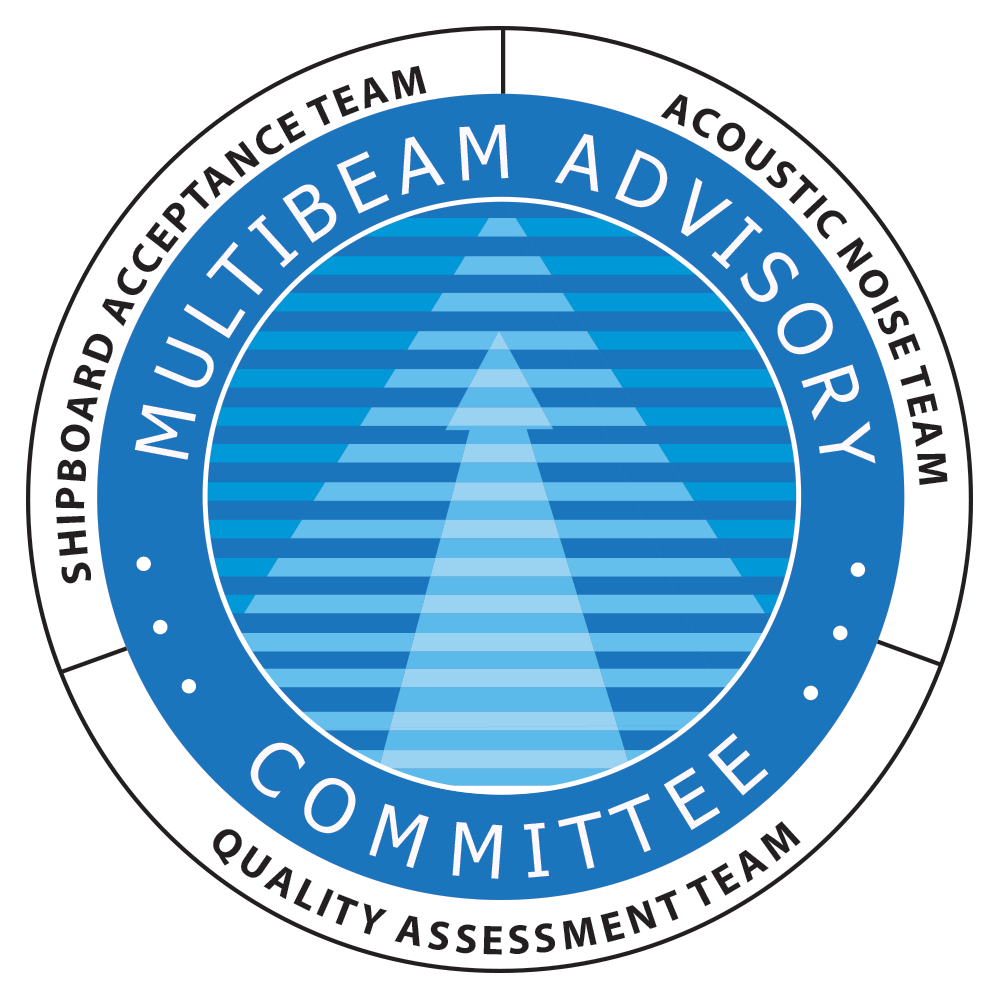 SHIPBOARD ACCEPTANCE TEAM
ACOUSTIC NOISE TEAM
MULTIBEAM ADVISORY
COMMITTEE
QUALITY ASSESSMENT TEAM